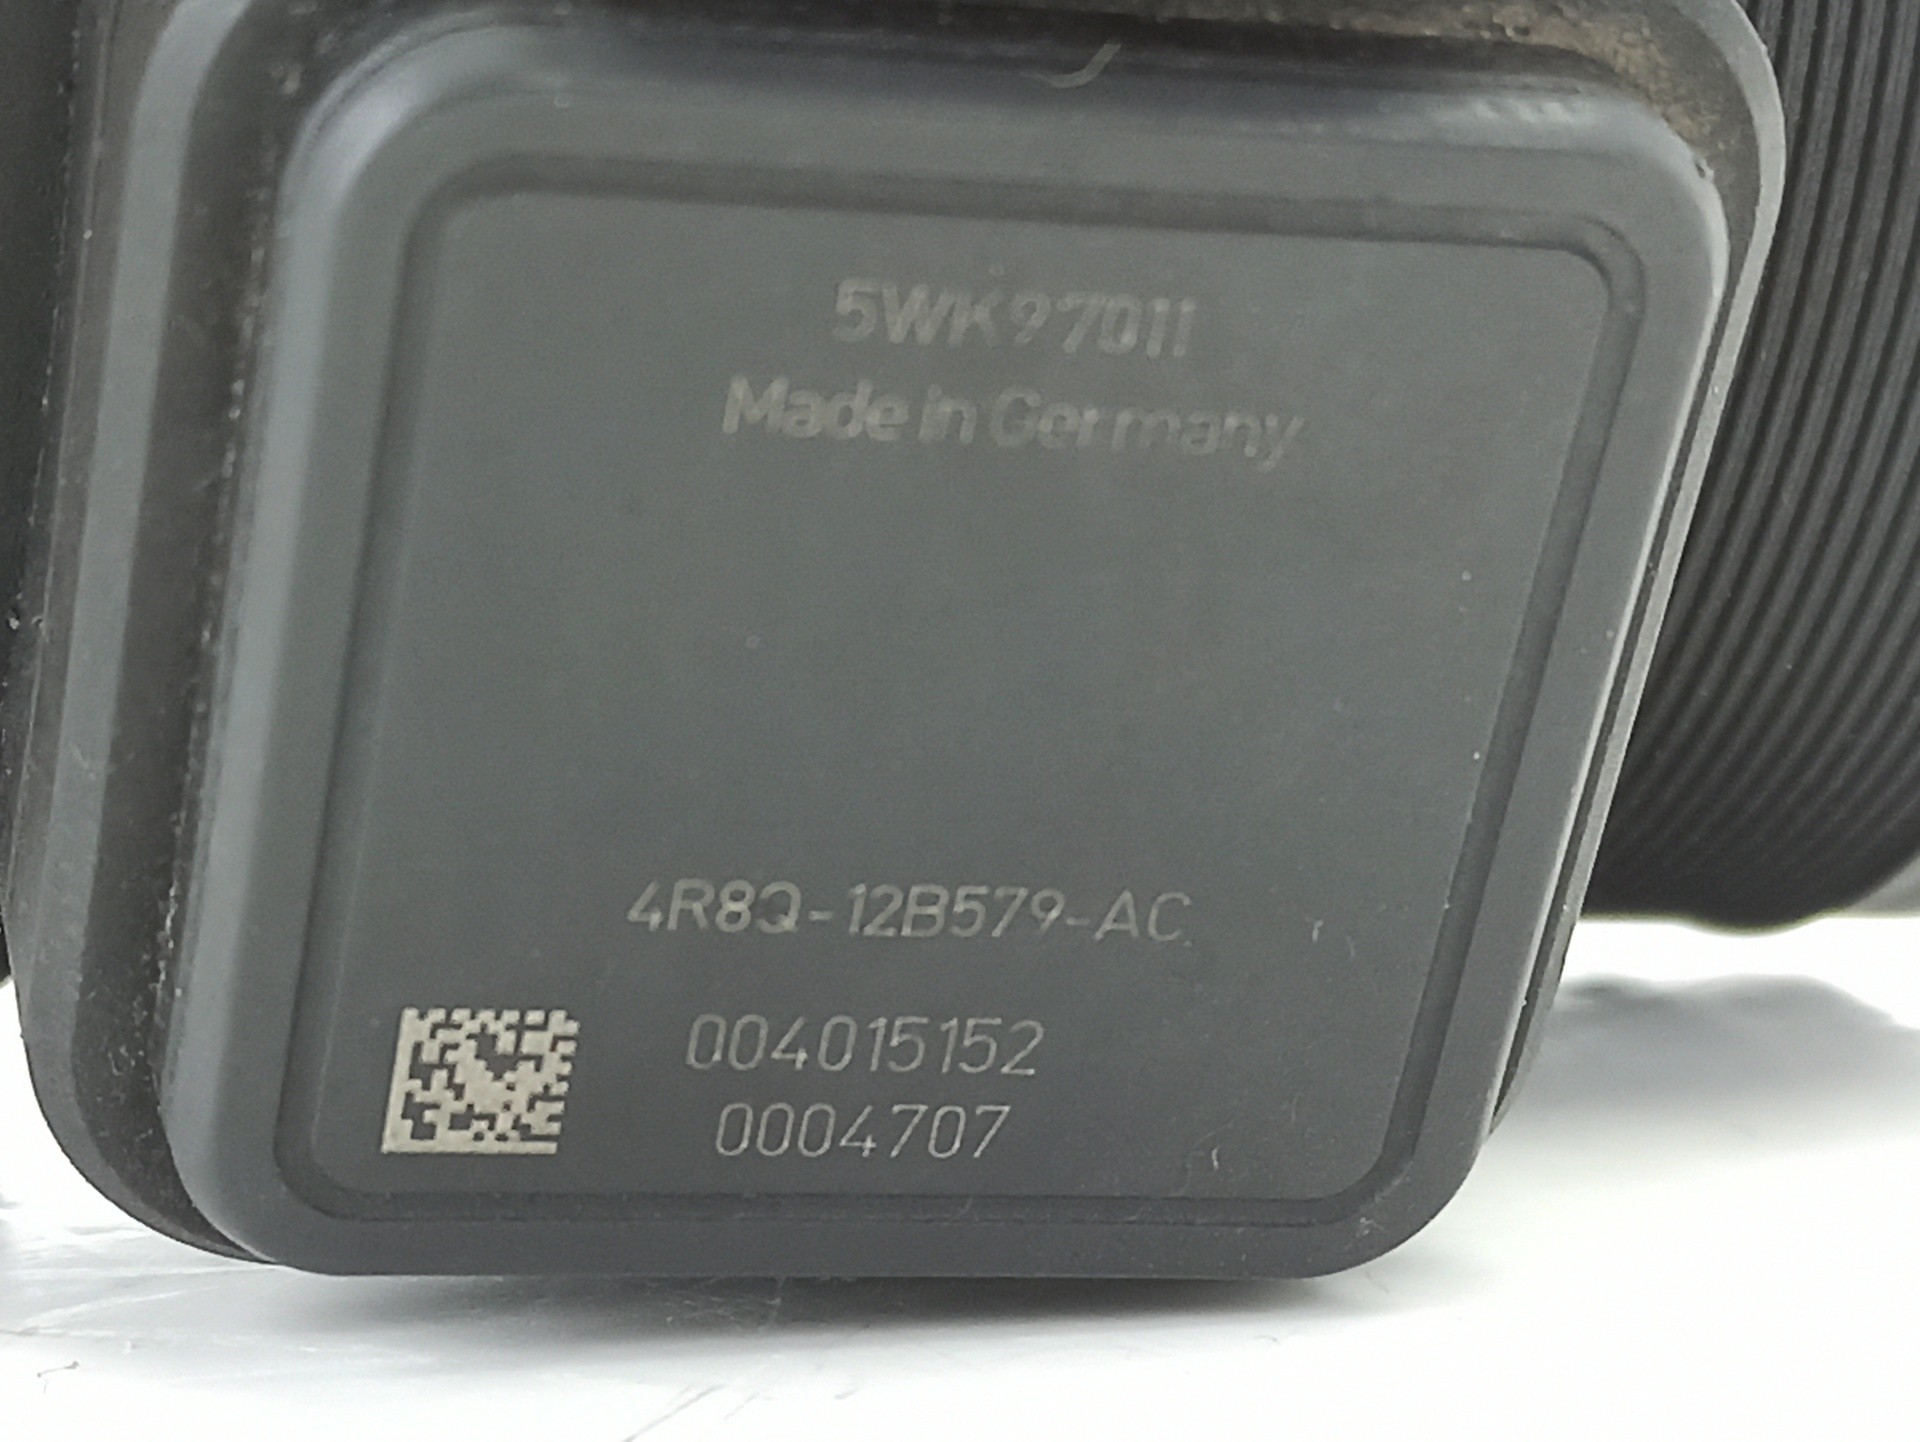 5WK97011
Made in Germany
4R8Q-12B579-AC
004015152
0004707